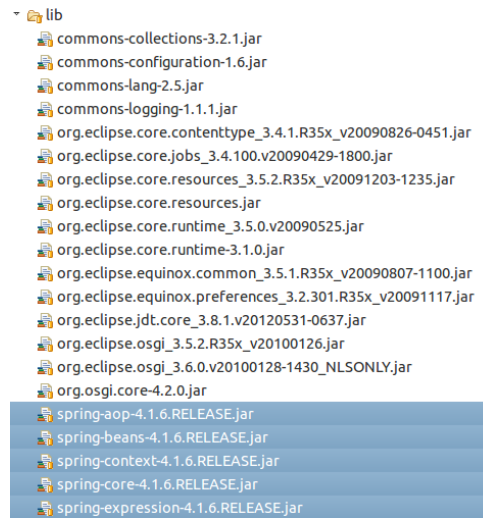 lib
commons-collections-3.2.1.jar
commons-configuration-1.6.jar
commons-lang-2.5.jar
commons-logging-1.1.1.jar
org.eclipse.core.contenttype_3.4.1.R35x_v20090826-0451.jar
org.eclipse.core.jobs_3.4.100.v20090429-1800.jar
org.eclipse.core.resources_3.5.2.R35x_v20091203-1235.jar
org.eclipse.core.resources.jar
org.eclipse.core.runtime_3.5.0.v20090525.jar
org.eclipse.core.runtime-3.1.0.jar
org.eclipse.equinox.common_3.5.1.R35x_v20090807-1100.jar
org.eclipse.equinox.preferences_3.2.301.R35x_v20091117.jar
org.eclipse.jdt.core_3.8.1.v20120531-0637.jar
org.eclipse.osgi_3.5.2.R35x_v20100126.jar
org.eclipse.osgi_3.6.0.v20100128-1430_NLSONLY.jar
org.osgi.core-4.2.0.jar
spring-aop-4.1.6.RELEASE.jar
spring-beans-4.1.6.RELEASE.jar
spring-context-4.1.6.RELEASE.jar
spring-core-4.1.6.RELEASE.jar
spring-expression-4.1.6.RELEASE.jar